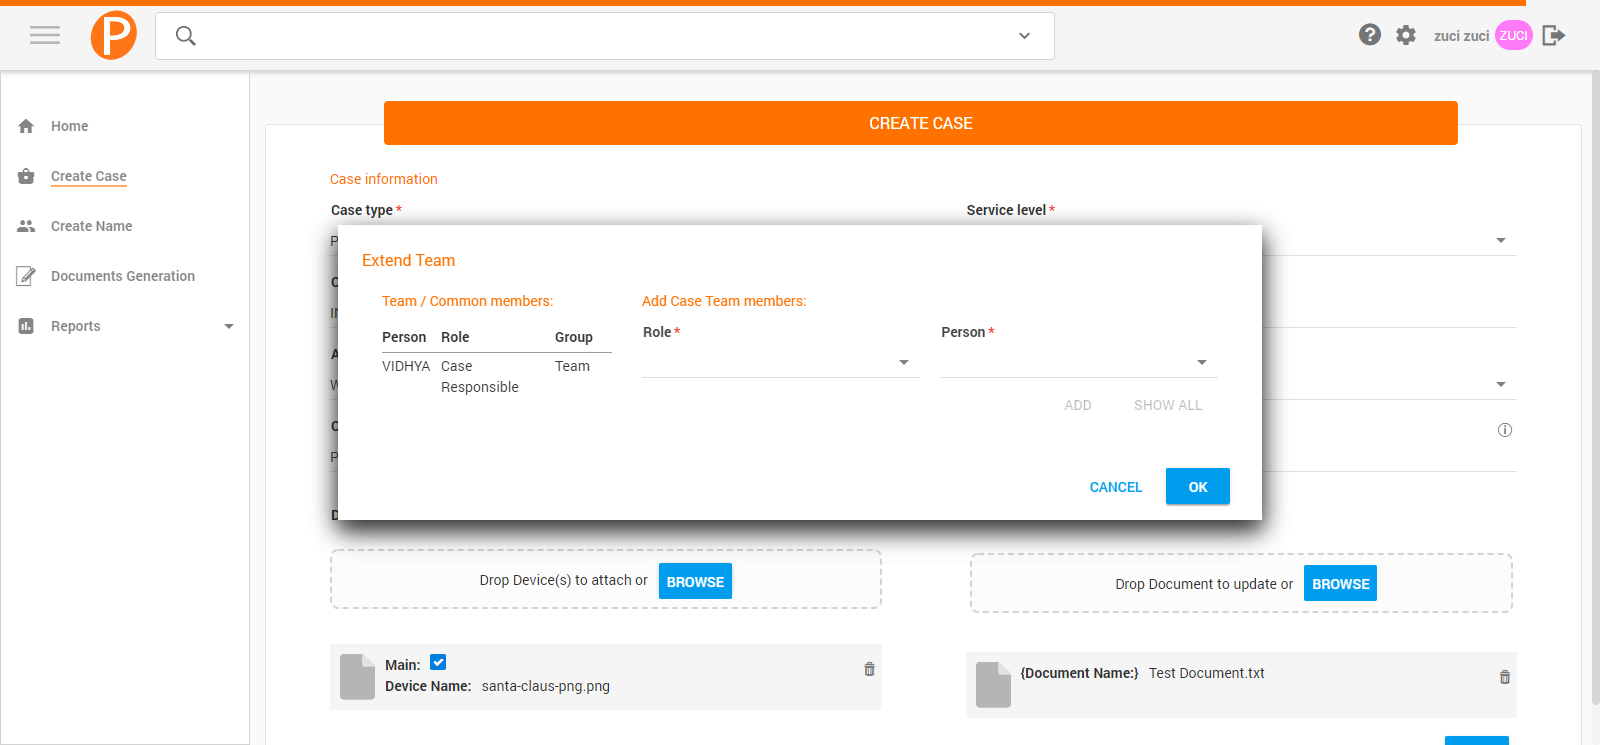 P
zuci zuci
ZUCI
Home
Create Case
Create Name
Documents Generation
Reports
CREATE CASE
Case information
Case type *
Service level *
Extend Team
Team / Common members:
Add Case Team members:
Person Role Group
VIDHYA Case Responsible Team
Role *
Person *
ADD
SHOW ALL
CANCEL
OK
Drop Device(s) to attach or BROWSE
Drop Document to update or BROWSE
Main:
Device Name: santa-claus-png.png
{Document Name:} Test Document.txt